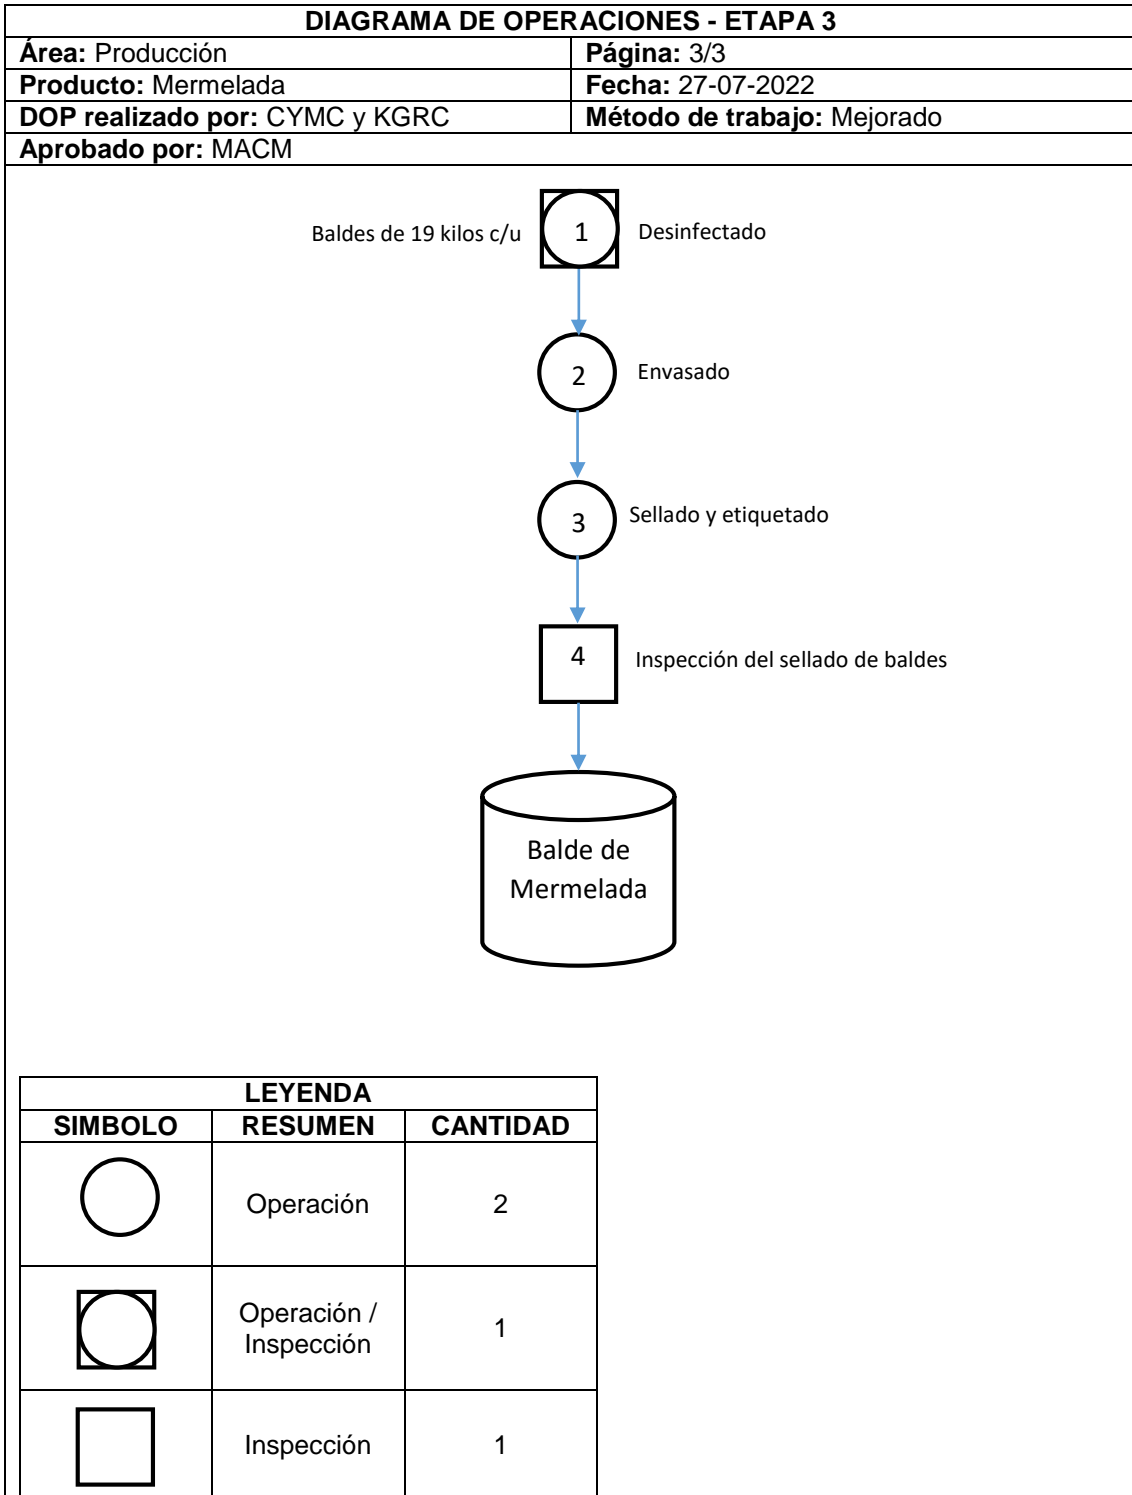 DIAGRAMA DE OPERACIONES - ETAPA 3
Área: Producción
Página: 3/3
Producto: Mermelada
Fecha: 27-07-2022
DOP realizado por: CYMC y KGRC
Método de trabajo: Mejorado
Aprobado por: MACM
Baldes de 19 kilos c/u
1
Desinfectado
2
Envasado
3
Sellado y etiquetado
4
Inspección del sellado de baldes
Balde de
Mermelada
LEYENDA
SIMBOLO
RESUMEN
CANTIDAD
Operación
2
Operación /
Inspección
1
Inspección
1